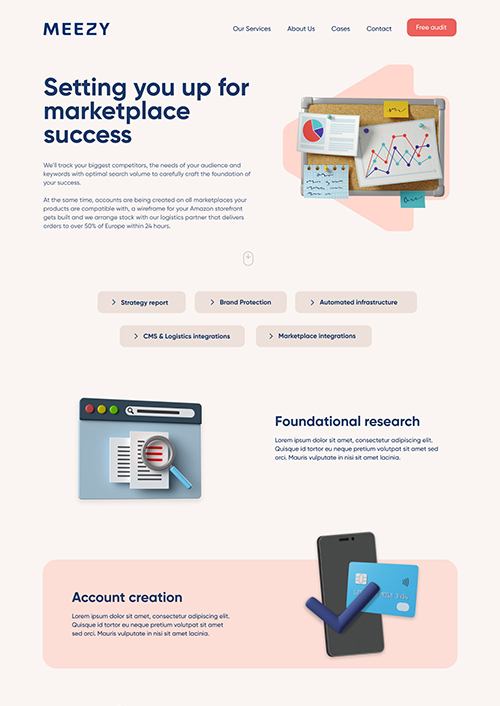 MEEZY
Our Services
About Us
Cases
Contact
Free audit
Setting you up for
marketplace
success
We'll track your biggest competitors, the needs of your audience and
keywords with optimal search volume to carefully craft the foundation of
your success.
At the same time, accounts are being created on all marketplaces your
products are compatible with, a wireframe for your Amazon storefront
gets built and we arrange stock with our logistics partner that delivers
orders to over 50% of Europe within 24 hours.
Strategy report
Brand Protection
Automated infrastructure
CMS & Logistics integrations
Marketplace integrations
Foundational research
Lorem ipsum dolor sit amet, consectetur adipiscing elit.
Quisque id tortor eu neque pretium volutpat sit amet eu
orci. Mauris vulputate in nisi sit amet lacinia.
Account creation
Lorem ipsum dolor sit amet, consectetur adipiscing elit.
Quisque id tortor eu neque pretium volutpat sit amet eu
orci. Mauris vulputate in nisi sit amet lacinia.